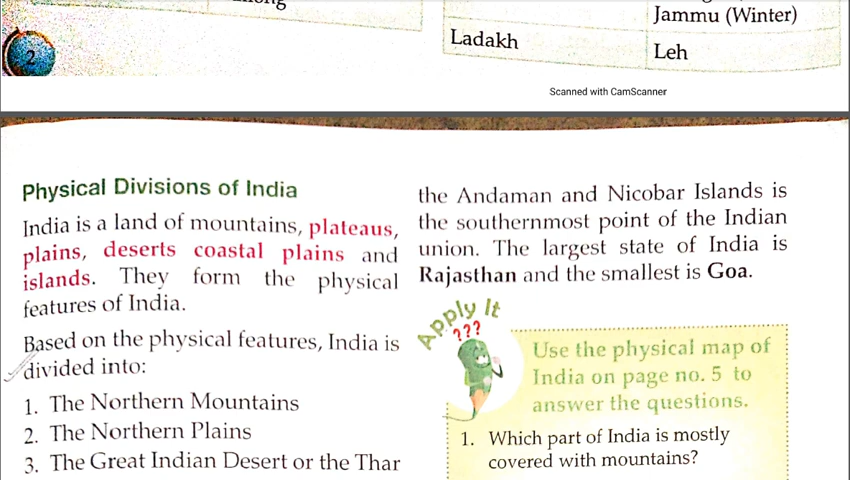 Jammu (Winter)
Ladakh
Leh
2
Scanned with CamScanner
Physical Divisions of India
India is a land of mountains, plateaus,
plains, deserts coastal plains and
islands. They form the physical
features of India.
Based on the physical features, India is
divided into:
1. The Northern Mountains
2. The Northern Plains
3. The Great Indian Desert or the Thar
the Andaman and Nicobar Islands is
the southernmost point of the Indian
union. The largest state of India is
Rajasthan and the smallest is Goa.
Apply It
???
Use the physical map of
India on page no. 5 to
answer the questions.
1. Which part of India is mostly
covered with mountains?